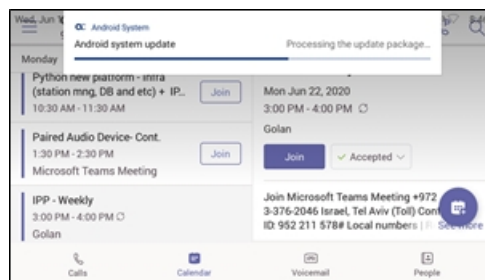 Wed, Jun
Android System
Android system update
Processing the update package...
Monday
Python new platform - infra
(station mng, DB and etc) + IP...
10:30 AM - 11:30 AM
Join
Paired Audio Device- Cont.
1:30 PM - 2:30 PM
Microsoft Teams Meeting
Join
IPP - Weekly
3:00 PM - 4:00 PM
Golan
Mon Jun 22, 2020
3:00 PM - 4:00 PM
Golan
Join
Accepted
Join Microsoft Teams Meeting +972
3-376-2046 Israel, Tel Aviv (Toll)
ID: 952 211 578# Local numbers |
See more
Calls
Calendar
Voicemail
People